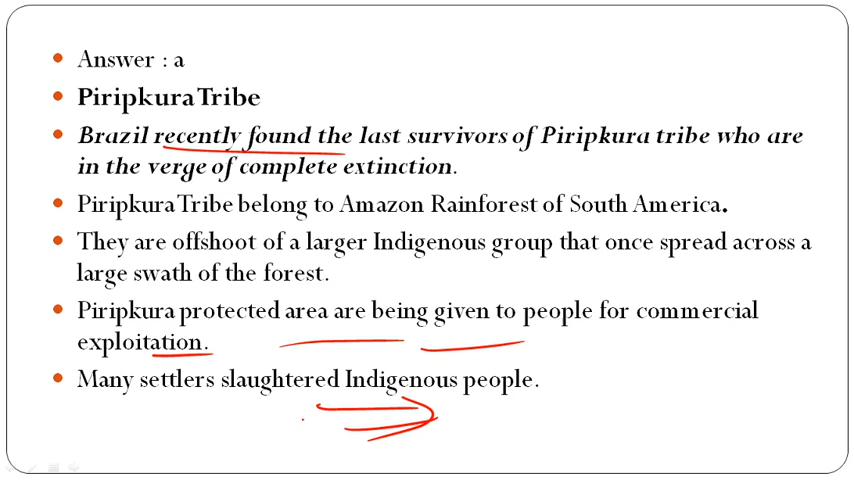 Answer : a
Piripkura Tribe
Brazil recently found the last survivors of Piripkura tribe who are
in the verge of complete extinction.
Piripkura Tribe belong to Amazon Rainforest of South America.
They are offshoot of a larger Indigenous group that once spread across a
large swath of the forest.
Piripkura protected area are being given to people for commercial
exploitation.
Many settlers slaughtered Indigenous people.